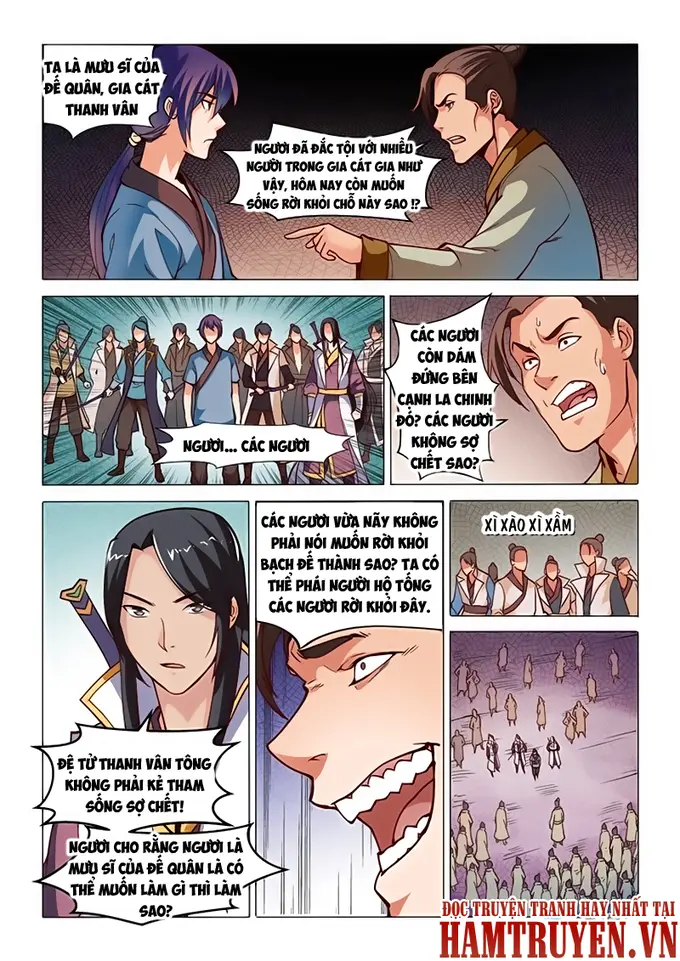 TA LÀ MƯU SĨ CỦA
ĐẾ QUÂN, GIA CÁT
THANH VÂN
NGƯƠI ĐÃ ĐẮC TỘI VỚI NHIỀU
NGƯỜI TRONG GIA CÁT GIA NHƯ
VẬY, HÔM NAY CÒN MUỐN
SỐNG RỜI KHỎI CHỖ NÀY SAO !?
NGƯƠI... CÁC NGƯƠI
CÁC NGƯƠI
CÒN DÁM
ĐỨNG BÊN
CẠNH LA CHINH
ĐÓ? CÁC NGƯƠI
KHÔNG SỢ
CHẾT SAO?
CÁC NGƯƠI VỪA NÃY KHÔNG
PHẢI NÓI MUỐN RỜI KHỎI
BẠCH ĐẾ THÀNH SAO? TA CÓ
THỂ PHÁI NGƯỜI HỘ TỐNG
CÁC NGƯƠI RỜI KHỎI ĐÂY.
XÌ XÀO XÌ XẦM
ĐỆ TỬ THANH VÂN TÔNG
KHÔNG PHẢI KẺ THAM
SỐNG SỢ CHẾT!
NGƯƠI CHO RẰNG NGƯƠI LÀ
MƯU SĨ CỦA ĐẾ QUÂN LÀ CÓ
THỂ MUỐN LÀM GÌ THÌ LÀM
SAO?
ĐỌC TRUYỆN TRANH HAY NHẤT TẠI
HAMTRUYEN.VN